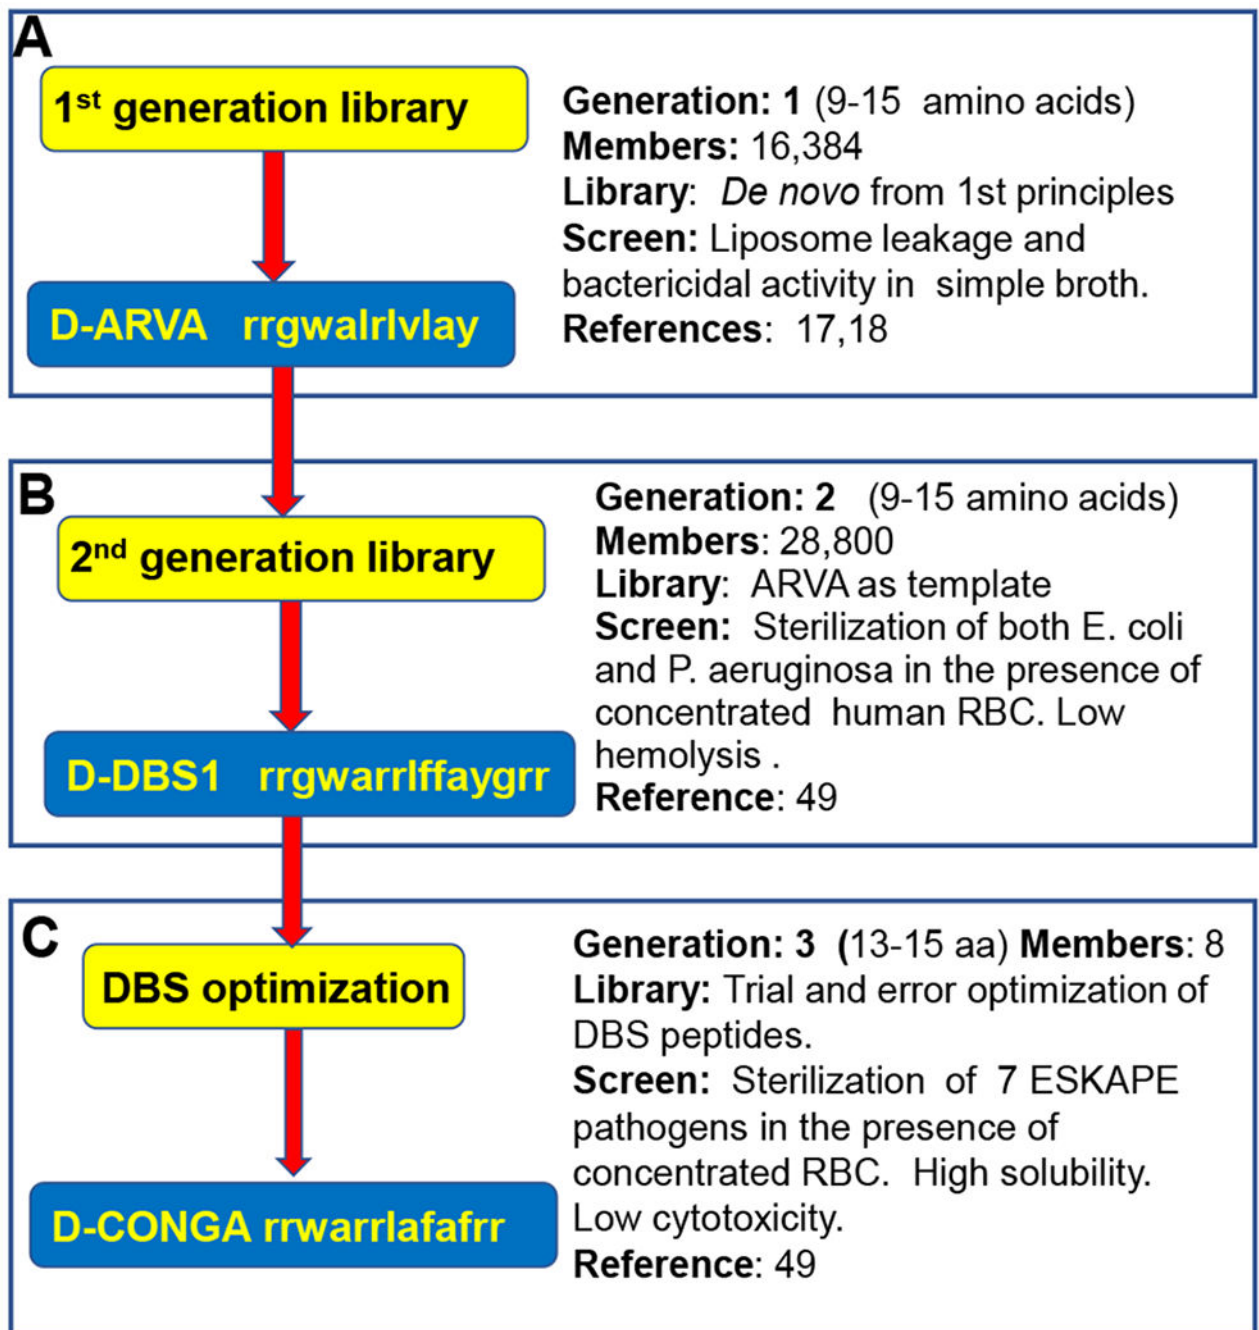 A
1st generation library
D-ARVA rrgwalrlvlay
Generation: 1 (9-15 amino acids)
Members: 16,384
Library: De novo from 1st principles
Screen: Liposome leakage and
bactericidal activity in simple broth.
References: 17,18
B
2nd generation library
D-DBS1 rrgwarrlffaygrr
Generation: 2 (9-15 amino acids)
Members: 28,800
Library: ARVA as template
Screen: Sterilization of both E. coli
and P. aeruginosa in the presence of
concentrated human RBC. Low
hemolysis .
Reference: 49
C
DBS optimization
D-CONGA rrwarrlafafrr
Generation: 3 (13-15 aa) Members: 8
Library: Trial and error optimization of
DBS peptides.
Screen: Sterilization of 7 ESKAPE
pathogens in the presence of
concentrated RBC. High solubility.
Low cytotoxicity.
Reference: 49